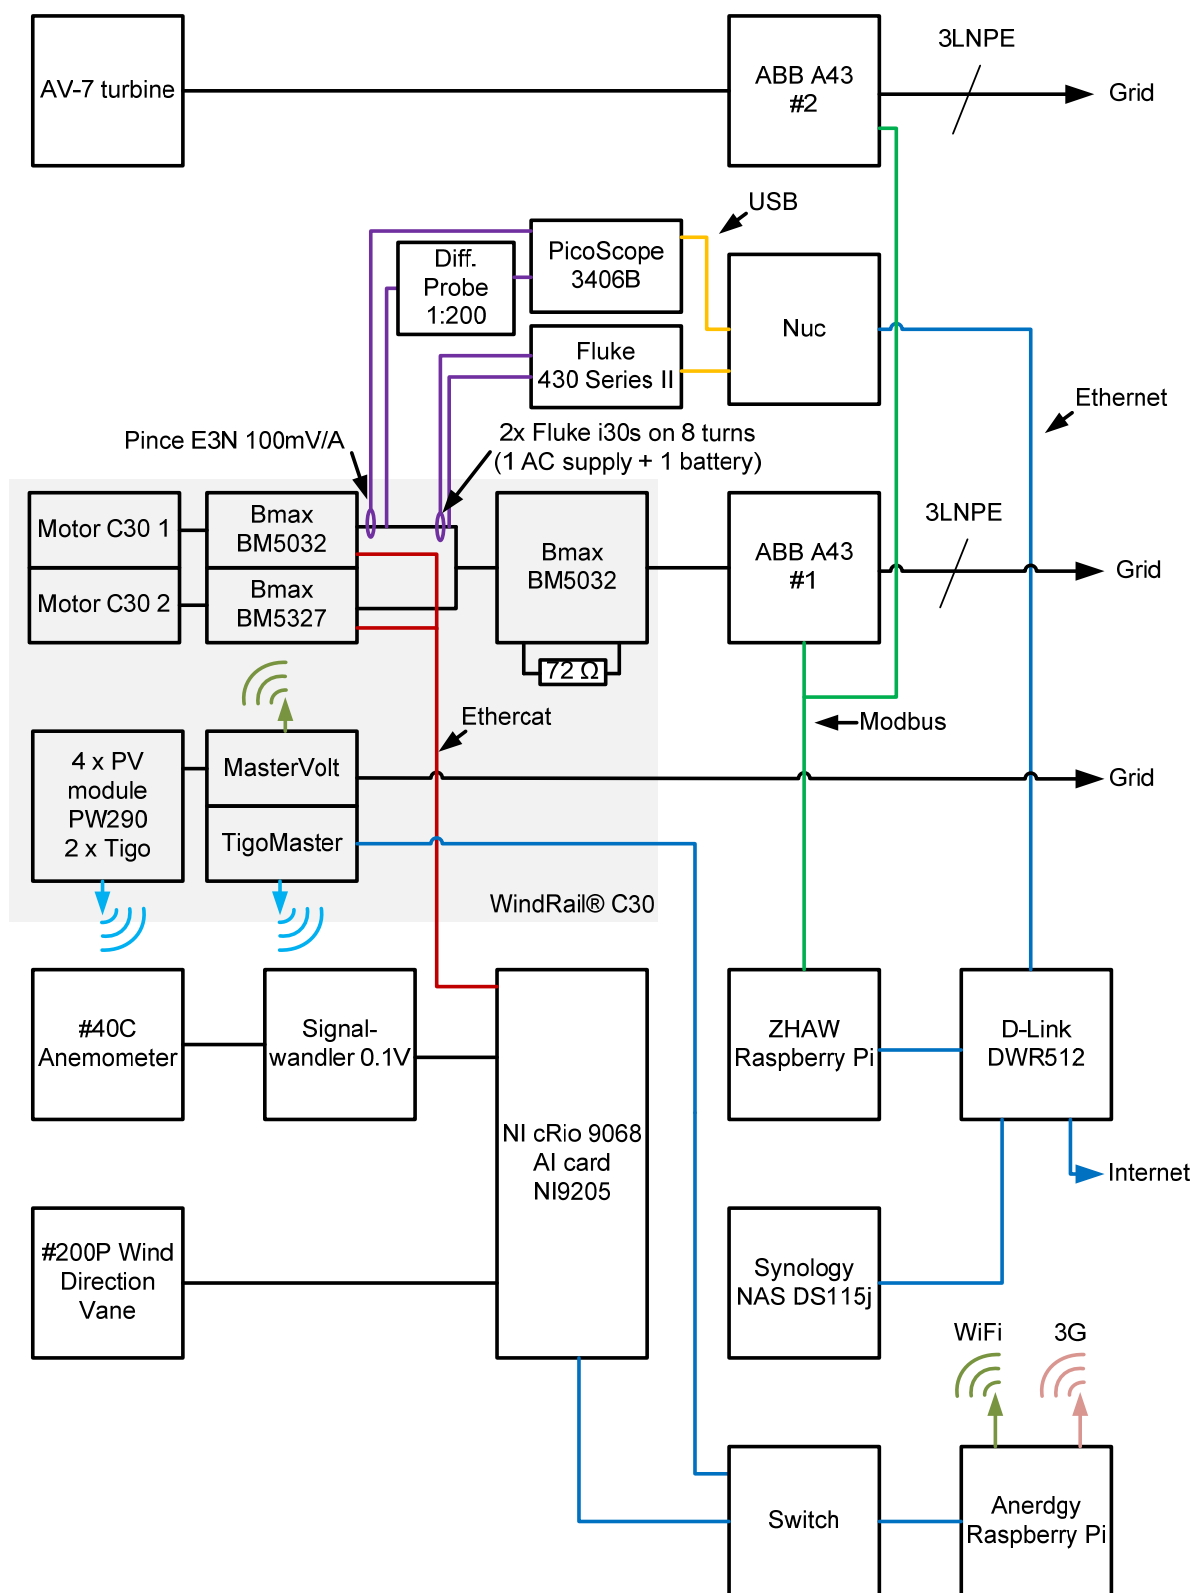 3LNPE
AV-7 turbine
ABB A43
#2
Grid
USB
PicoScope
3406B
Diff.
Probe
1:200
Nuc
Fluke
430 Series II
Ethernet
Pince E3N 100mV/A
2x Fluke i30s on 8 turns
(1 AC supply + 1 battery)
Motor C30 1
Bmax
BM5032
Motor C30 2
Bmax
BM5327
Bmax
BM5032
72 Ω
ABB A43
#1
3LNPE
Grid
Ethercat
Modbus
4 x PV
module
PW290
2 x Tigo
MasterVolt
TigoMaster
Grid
WindRail® C30
#40C
Anemometer
Signal-
wandler 0.1V
NI cRio 9068
AI card
NI9205
ZHAW
Raspberry Pi
D-Link
DWR512
Internet
#200P Wind
Direction
Vane
Synology
NAS DS115j
WiFi
3G
Switch
Anerdgy
Raspberry Pi